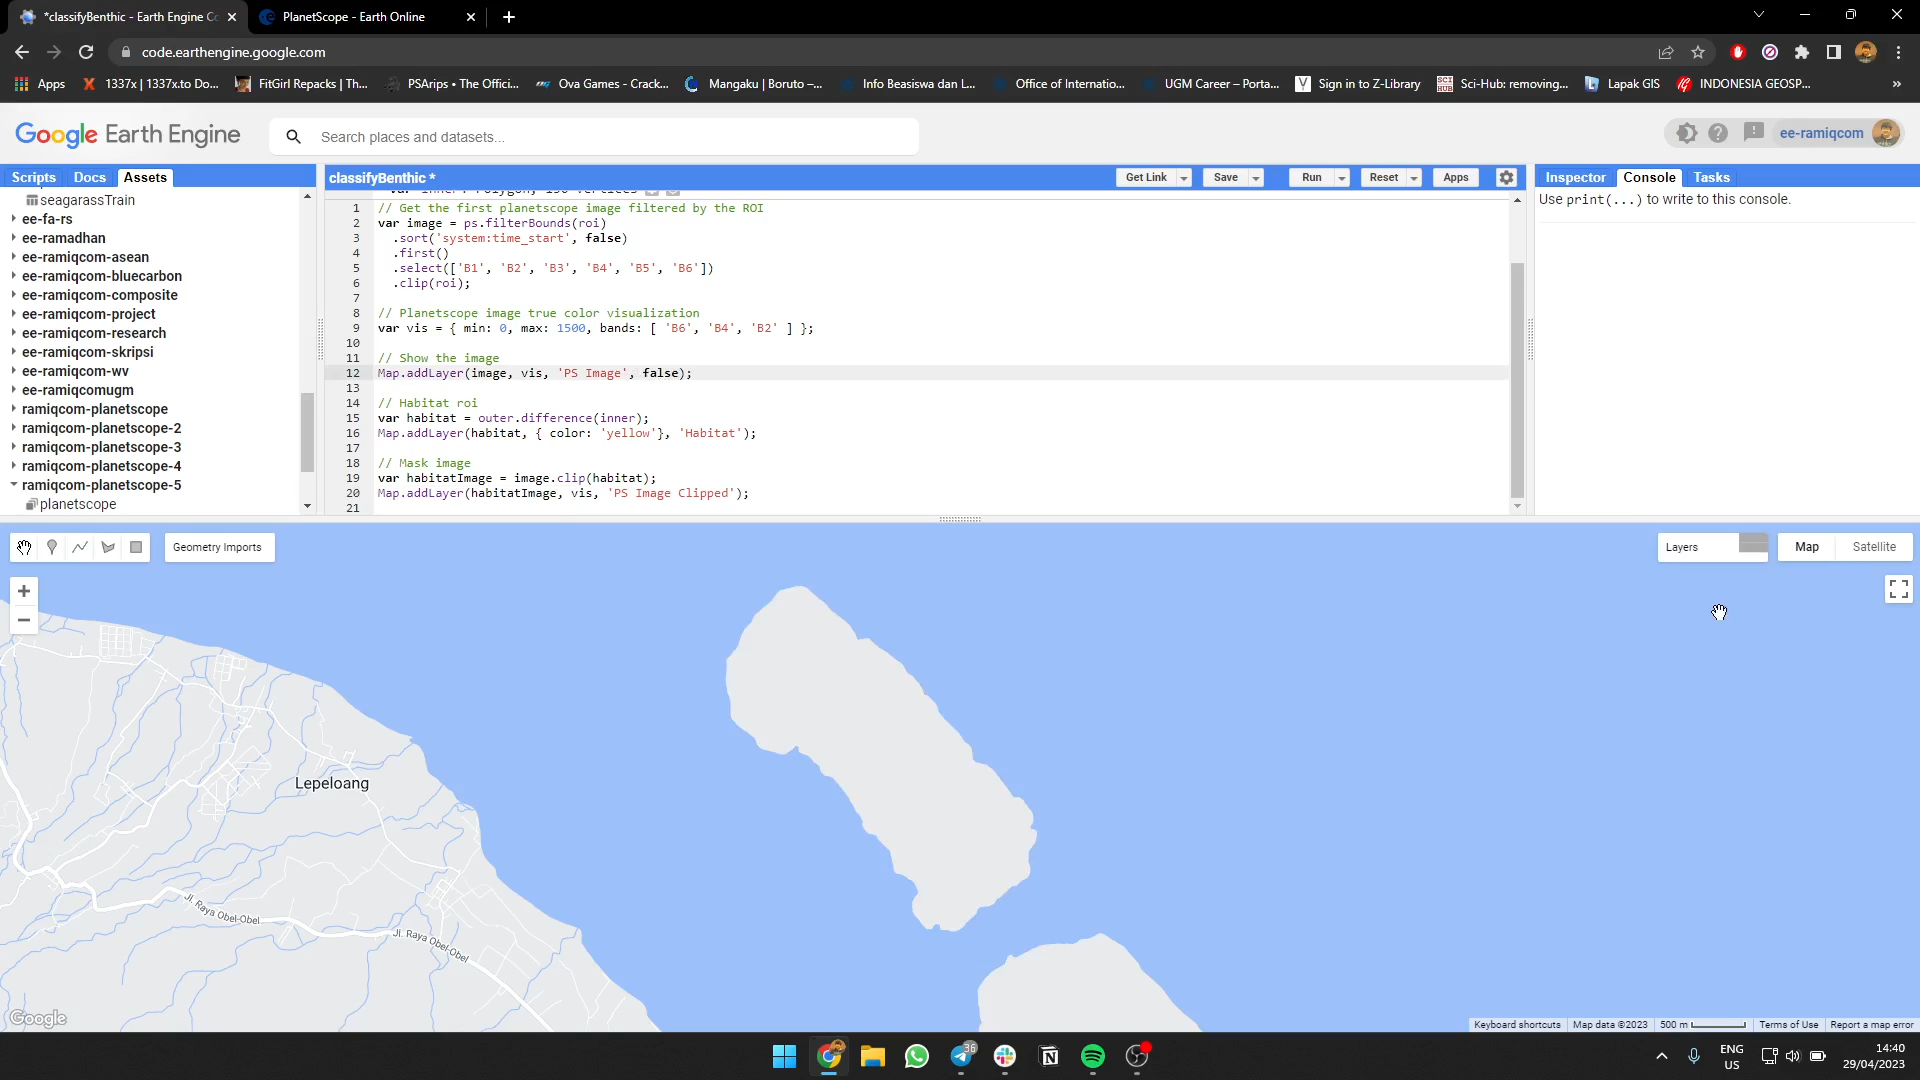 *classifyBenthic - Earth Engine Co
PlanetScope - Earth Online
code.earthengine.google.com
Apps
1337x | 1337x.to Do...
FitGirl Repacks | Th...
PSArips • The Offici...
Ova Games - Crack...
Mangaku | Boruto –...
Info Beasiswa dan L...
Office of Internatio...
UGM Career – Porta...
Sign in to Z-Library
Sci-Hub: removing...
Lapak GIS
INDONESIA GEOSP...
Google Earth Engine
Search places and datasets...
ee-ramiqcom
Scripts
Docs
Assets
seagarassTrain
ee-fa-rs
ee-ramadhan
ee-ramiqcom-asean
ee-ramiqcom-bluecarbon
ee-ramiqcom-composite
ee-ramiqcom-project
ee-ramiqcom-research
ee-ramiqcom-skripsi
ee-ramiqcom-wv
ee-ramiqcomugm
ramiqcom-planetscope
ramiqcom-planetscope-2
ramiqcom-planetscope-3
ramiqcom-planetscope-4
ramiqcom-planetscope-5
planetscope
classifyBenthic *
Get Link
Save
Run
Reset
Apps
1 // Get the first planetscope image filtered by the ROI
2 var image = ps.filterBounds(roi)
3 .sort('system:time_start', false)
4 .first()
5 .select(['B1', 'B2', 'B3', 'B4', 'B5', 'B6'])
6 .clip(roi);
7
8 // Planetscope image true color visualization
9 var vis = { min: 0, max: 1500, bands: [ 'B6', 'B4', 'B2' ] };
10
11 // Show the image
12 Map.addLayer(image, vis, 'PS Image', false);
13
14 // Habitat roi
15 var habitat = outer.difference(inner);
16 Map.addLayer(habitat, { color: 'yellow'}, 'Habitat');
17
18 // Mask image
19 var habitatImage = image.clip(habitat);
20 Map.addLayer(habitatImage, vis, 'PS Image Clipped');
21
Inspector
Console
Tasks
Use print(...) to write to this console.
Geometry Imports
Layers
Map
Satellite
Lepeloang
Jl. Raya Obel-Obel
Jl. Raya Obel-Obel
Google
Keyboard shortcuts
Map data ©2023
500 m
Terms of Use
Report a map error
36
ENG
US
14:40
29/04/2023